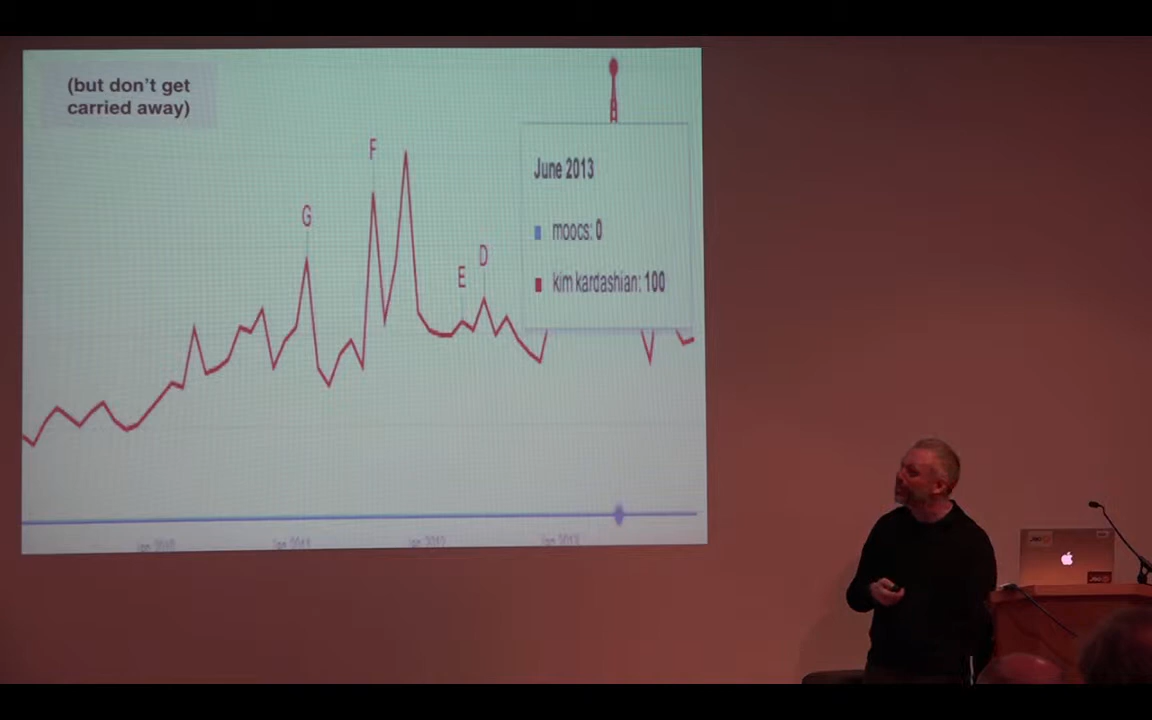 (but don't get
carried away)
F
G
E
D
June 2013
moocs: 0
kim kardashian: 100
Jan 2010
Jan 2011
Jan 2012
Jan 2013